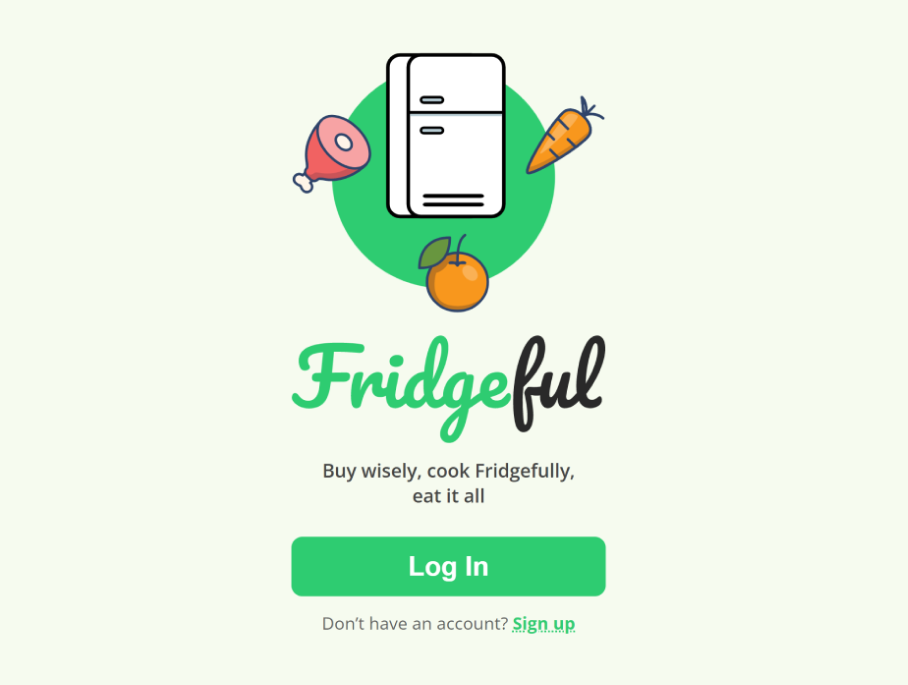 Fridgeful
Buy wisely, cook Fridgefully,
eat it all
Log In
Don’t have an account? Sign up